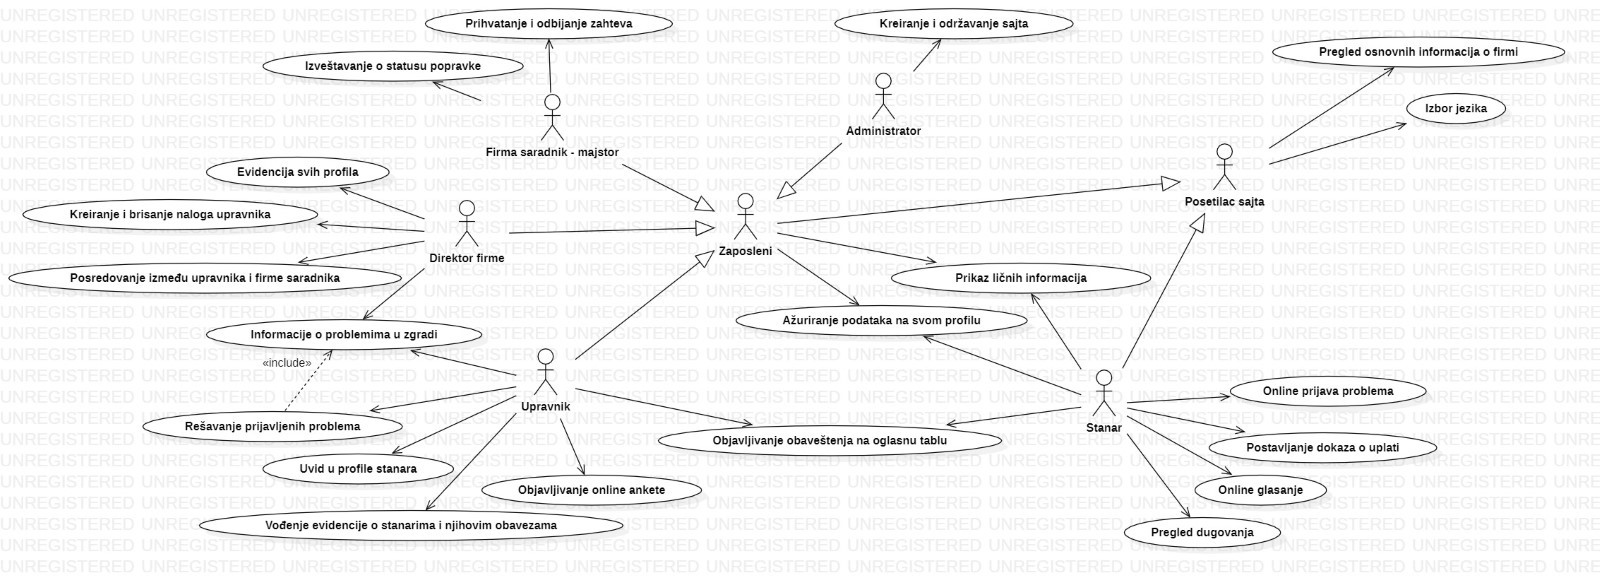 Prihvatanje i odbijanje zahteva
Kreiranje i održavanje sajta
Pregled osnovnih informacija o firmi
Izveštavanje o statusu popravke
Izbor jezika
Administrator
Firma saradnik - majstor
Evidencija svih profila
Posetilac sajta
Kreiranje i brisanje naloga upravnika
Zaposleni
Direktor firme
Posredovanje između upravnika i firme saradnika
Prikaz ličnih informacija
Ažuriranje podataka na svom profilu
Informacije o problemima u zgradi
«include»
Online prijava problema
Upravnik
Rešavanje prijavljenih problema
Stanar
Objavljivanje obaveštenja na oglasnu tablu
Postavljanje dokaza o uplati
Uvid u profile stanara
Objavljivanje online ankete
Online glasanje
Vođenje evidencije o stanarima i njihovim obavezama
Pregled dugovanja
UNREGISTERED